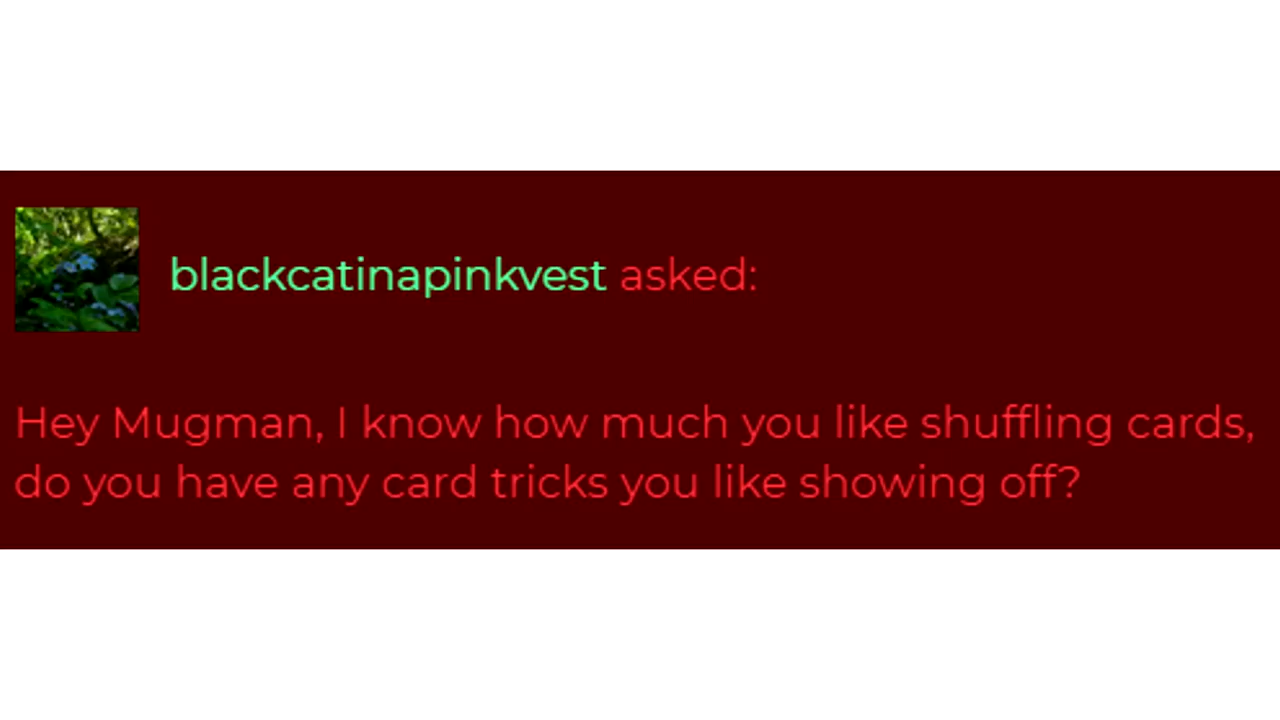 blackcatinapinkvest asked:
Hey Mugman, I know how much you like shuffling cards,
do you have any card tricks you like showing off?